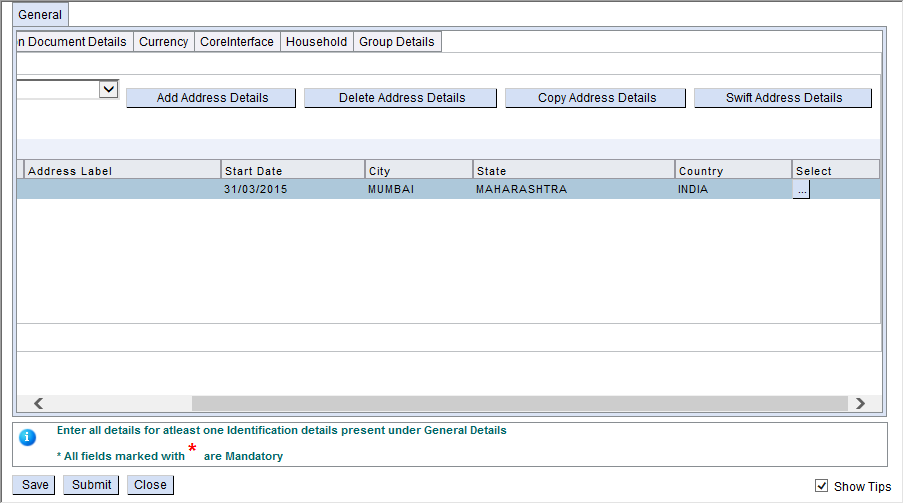 General
n Document Details Currency CoreInterface Household Group Details
Add Address Details Delete Address Details Copy Address Details Swift Address Details
Address Label Start Date City State Country Select
31/03/2015 MUMBAI MAHARASHTRA INDIA ...
Enter all details for atleast one Identification details present under General Details
* All fields marked with * are Mandatory
Save Submit Close Show Tips